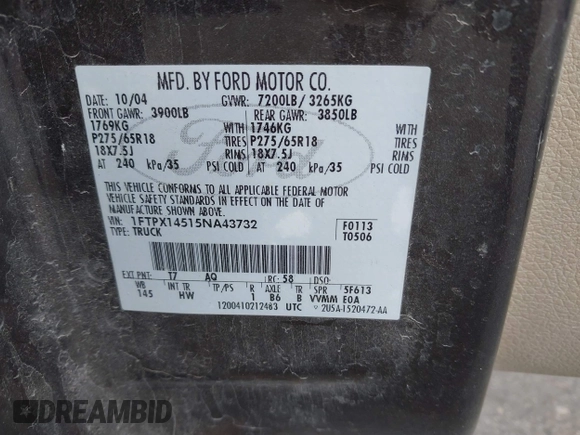 MFD. BY FORD MOTOR CO.
DATE: 10/04 GVWR: 7200LB/ 3265KG
FRONT GAWR: 3900LB REAR GAWR: 3850LB
1769KG WITH 1746KG WITH
P275/65R18 TIRES P275/65R18 TIRES
18X7.5J RIMS 18X7.5J RIMS
AT 240 kPa/35 PSI COLD AT 240 kPa/35 PSI COLD
THIS VEHICLE CONFORMS TO ALL APPLICABLE FEDERAL MOTOR
VEHICLE SAFETY STANDARDS IN EFFECT ON THE DATE OF
MANUFACTURE SHOWN ABOVE.
VIN: 1FTPX14515NA43732 F0113
TYPE: TRUCK T0506
EXT PNT: T7 AQ RC: 58 DSO:
WB INT TR TP/PS R AXLE TR SPR 5F613
145 HW 1 B6 B VVMM E0A
1200410212463 UTC 2U5A-1520472-AA
Ford
DREAMBID